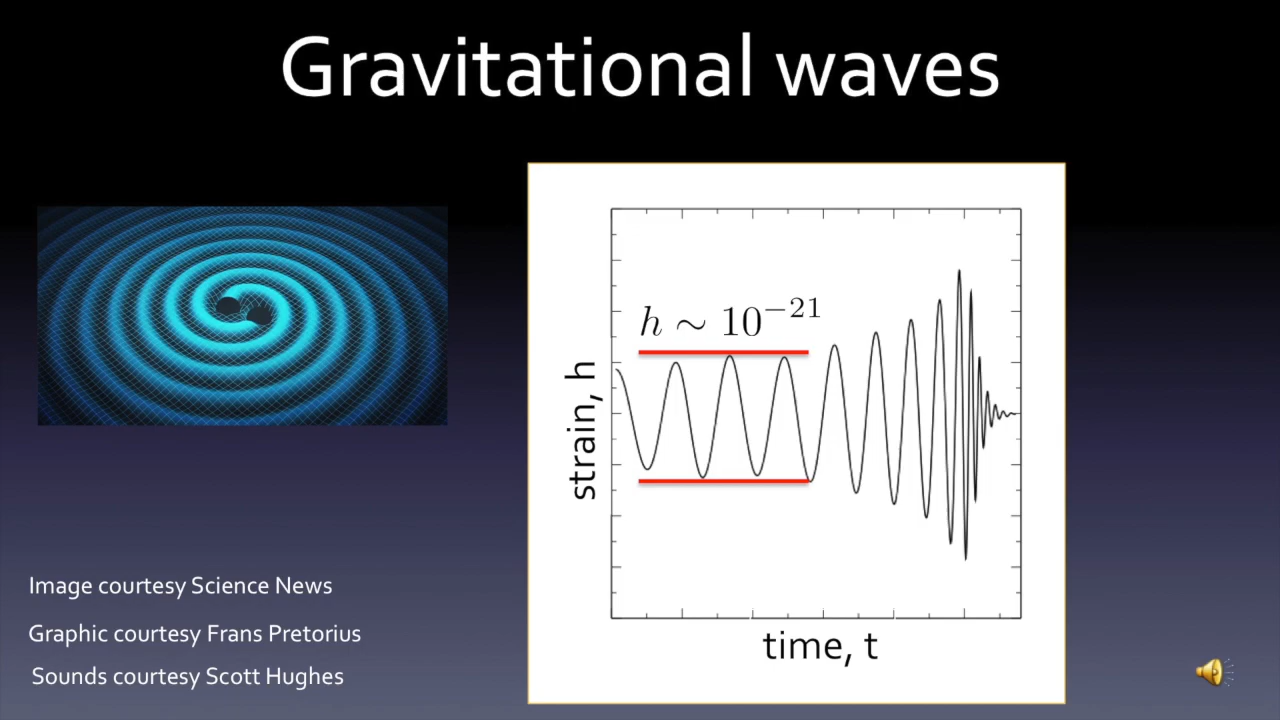 Gravitational waves
h ∼ 10⁻²¹
strain, h
time, t
Image courtesy Science News
Graphic courtesy Frans Pretorius
Sounds courtesy Scott Hughes